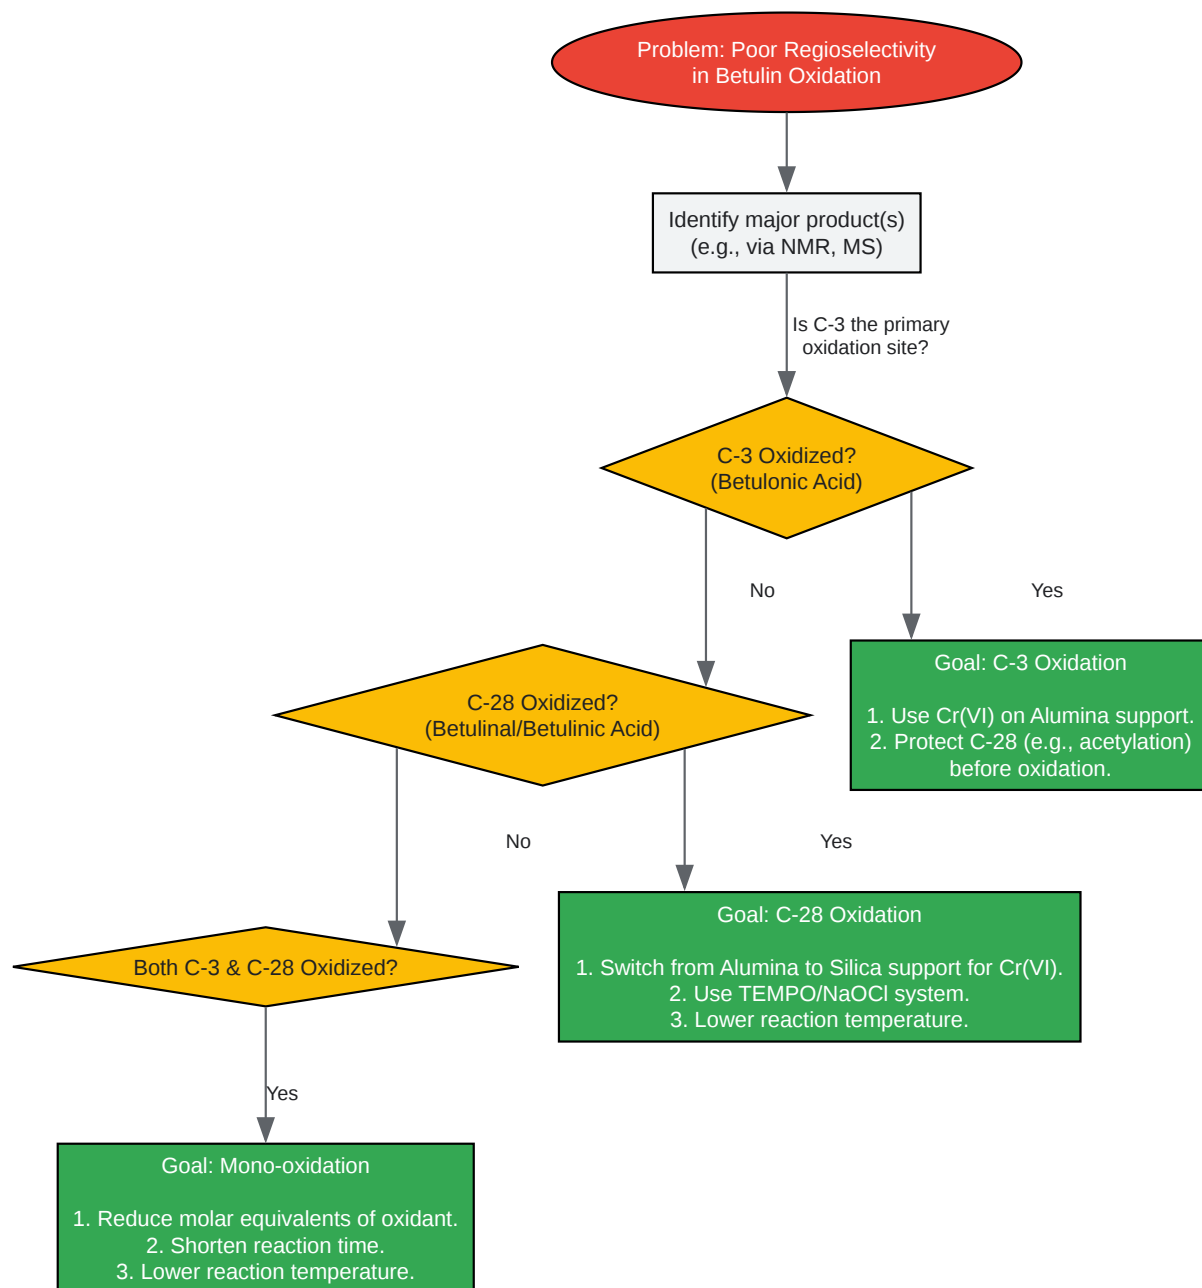 Problem: Poor Regioselectivity
in Betulin Oxidation
Identify major product(s)
(e.g., via NMR, MS)
Is C-3 the primary
oxidation site?
C-3 Oxidized?
(Betulonic Acid)
No
Yes
Goal: C-3 Oxidation
1. Use Cr(VI) on Alumina support.
2. Protect C-28 (e.g., acetylation)
before oxidation.
C-28 Oxidized?
(Betulinal/Betulinic Acid)
No
Yes
Goal: C-28 Oxidation
1. Switch from Alumina to Silica support for Cr(VI).
2. Use TEMPO/NaOCl system.
3. Lower reaction temperature.
Both C-3 & C-28 Oxidized?
Yes
Goal: Mono-oxidation
1. Reduce molar equivalents of oxidant.
2. Shorten reaction time.
3. Lower reaction temperature.